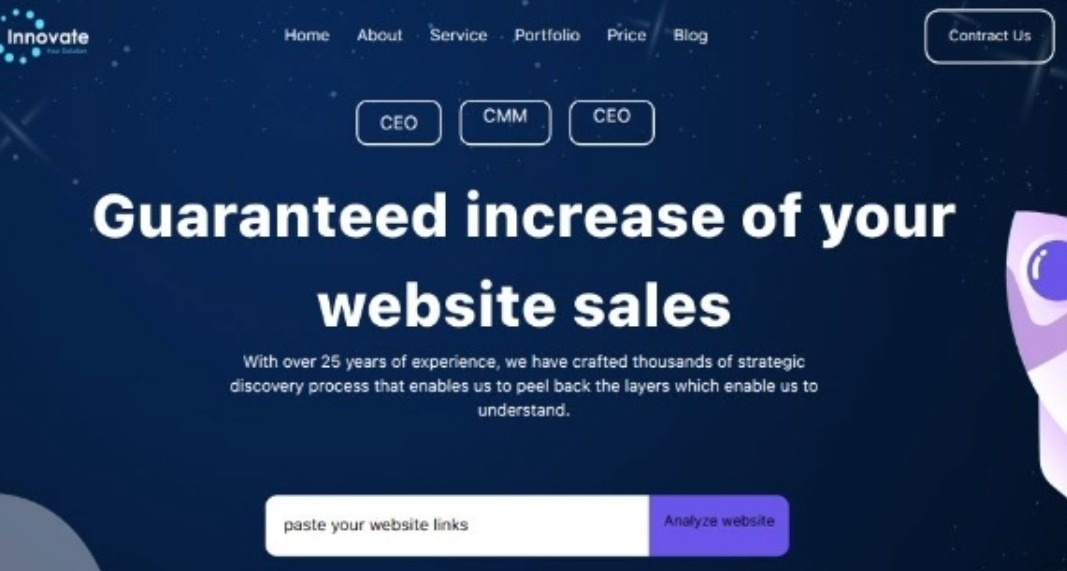 Innovate
Your Solution
Home About Service Portfolio Price Blog
Contract Us
CEO CMM CEO
Guaranteed increase of your
website sales
With over 25 years of experience, we have crafted thousands of strategic
discovery process that enables us to peel back the layers which enable us to
understand.
paste your website links
Analyze website